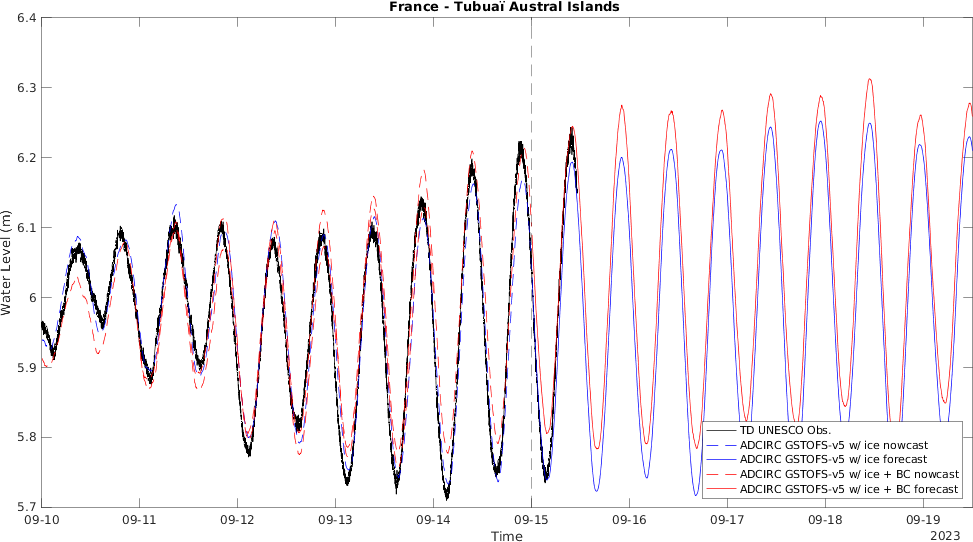 France - Tubuaï Austral Islands
6.4
6.3
6.2
6.1
6
5.9
5.8
5.7
Water Level (m)
TD UNESCO Obs.
ADCIRC GSTOFS-v5 w/ ice nowcast
ADCIRC GSTOFS-v5 w/ ice forecast
ADCIRC GSTOFS-v5 w/ ice + BC nowcast
ADCIRC GSTOFS-v5 w/ ice + BC forecast
09-10 09-11 09-12 09-13 09-14 09-15 09-16 09-17 09-18 09-19
Time
2023